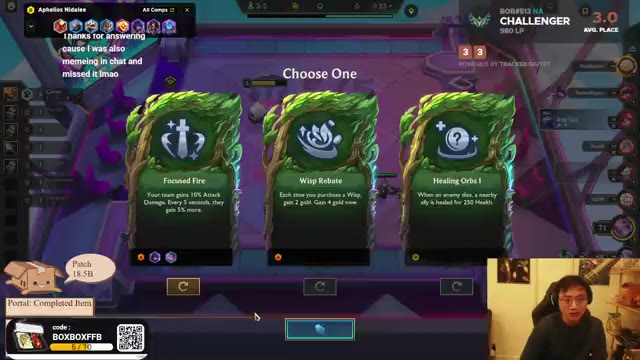 Aphelios Nidalee
All Comps
Thanks for answering
cause I was also
memeing in chat and
missed it lmao
BOB#513 NA
CHALLENGER
980 LP
3.0
AVG. PLACE
3 3
POWERED BY TRACKER.GG/TFT
Choose One
Focused Fire
Your team gains 10% Attack
Damage. Every 5 seconds, they
gain 5% more.
Wisp Rebate
Each time you purchase a Wisp,
gain 2 gold. Gain 4 gold now.
Healing Orbs I
When an enemy dies, a nearby
ally is healed for 250 Health
71
Patch
18.5B
Portal: Completed Item
code :
BOXBOXFFB